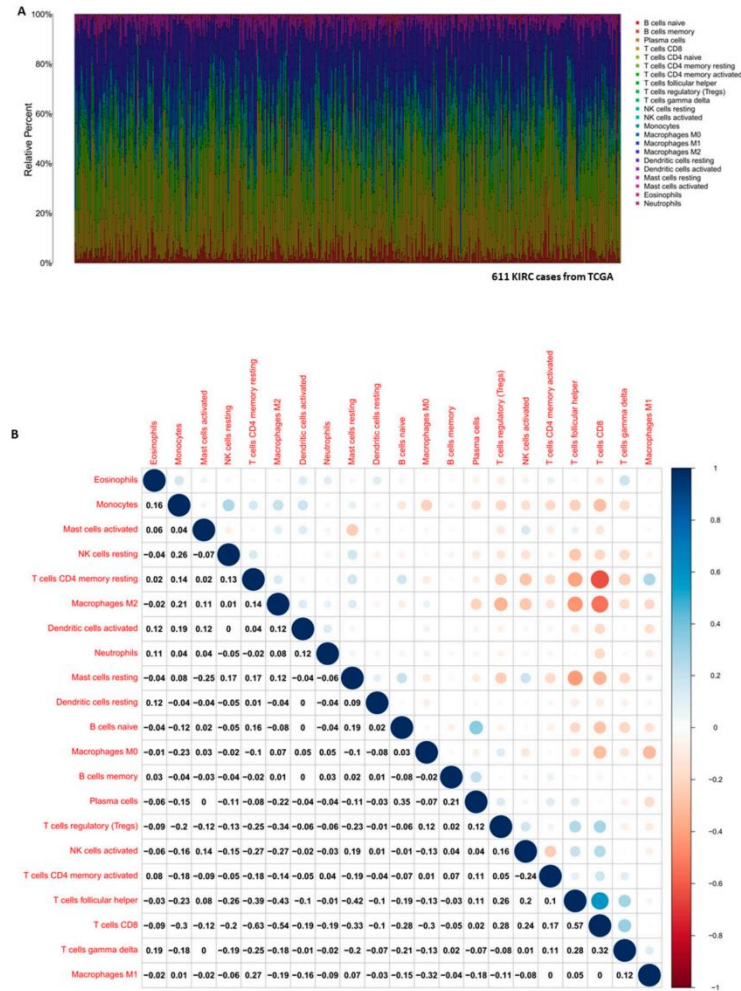 A
100%
80%
60%
40%
20%
0%
Relative Percent
B cells naive
B cells memory
Plasma cells
T cells CD8
T cells CD4 naive
T cells CD4 memory resting
T cells CD4 memory activated
T cells follicular helper
T cells regulatory (Tregs)
T cells gamma delta
NK cells resting
NK cells activated
Monocytes
Macrophages M0
Macrophages M1
Macrophages M2
Dendritic cells resting
Dendritic cells activated
Mast cells resting
Mast cells activated
Eosinophils
Neutrophils
611 KIRC cases from TCGA
B
Eosinophils
Monocytes
Mast cells activated
NK cells resting
T cells CD4 memory resting
Macrophages M2
Dendritic cells activated
Neutrophils
Mast cells resting
Dendritic cells resting
B cells naive
Macrophages M0
B cells memory
Plasma cells
T cells regulatory (Tregs)
NK cells activated
T cells CD4 memory activated
T cells follicular helper
T cells CD8
T cells gamma delta
Macrophages M1
Eosinophils
Monocytes 0.16
Mast cells activated 0.06 0.04
NK cells resting −0.04 0.26 −0.07
T cells CD4 memory resting 0.02 0.14 0.02 0.13
Macrophages M2 −0.02 0.21 0.11 0.01 0.14
Dendritic cells activated 0.12 0.19 0.12 0 0.04 0.12
Neutrophils 0.11 0.04 0.04 −0.05 −0.02 0.08 0.12
Mast cells resting −0.04 0.08 −0.25 0.17 0.17 0.12 −0.04 −0.06
Dendritic cells resting 0.12 −0.04 −0.04 −0.05 0.01 −0.04 0 −0.04 0.09
B cells naive −0.04 −0.12 0.02 −0.05 0.16 −0.08 0 −0.04 0.19 0.02
Macrophages M0 −0.01 −0.23 0.03 −0.02 −0.1 0.07 0.05 0.05 −0.1 −0.08 0.03
B cells memory 0.03 −0.04 −0.03 −0.04 −0.02 0.01 0 0.03 0.02 0.01 −0.08 −0.02
Plasma cells −0.06 −0.15 0 −0.11 −0.08 −0.22 −0.04 −0.04 −0.11 −0.03 0.35 −0.07 0.21
T cells regulatory (Tregs) −0.09 −0.2 −0.12 −0.13 −0.25 −0.34 −0.06 −0.06 −0.23 −0.01 −0.06 0.12 0.02 0.12
NK cells activated −0.06 −0.16 0.14 −0.15 −0.27 −0.27 −0.02 −0.03 0.19 0.01 −0.01 −0.13 0.04 0.04 0.16
T cells CD4 memory activated 0.08 −0.18 −0.09 −0.05 −0.18 −0.14 −0.05 0.04 −0.19 −0.04 −0.07 0.01 0.07 0.11 0.05 −0.24
T cells follicular helper −0.03 −0.23 0.08 −0.26 −0.39 −0.43 −0.1 −0.01 −0.42 −0.1 −0.19 −0.13 −0.03 0.11 0.26 0.2 0.1
T cells CD8 −0.09 −0.3 −0.12 −0.2 −0.63 −0.54 −0.19 −0.19 −0.33 −0.1 −0.28 −0.3 −0.05 0.02 0.28 0.24 0.17 0.57
T cells gamma delta 0.19 −0.18 0 −0.19 −0.25 −0.18 −0.01 −0.02 −0.2 −0.07 −0.21 −0.13 0.02 −0.07 −0.08 0.01 0.11 0.28 0.32
Macrophages M1 −0.02 0.01 −0.02 −0.06 0.27 −0.19 −0.16 −0.09 0.07 −0.03 −0.15 −0.32 −0.04 −0.18 −0.11 −0.08 0 0.05 0 0.12
1
0.8
0.6
0.4
0.2
0
−0.2
−0.4
−0.6
−0.8
−1